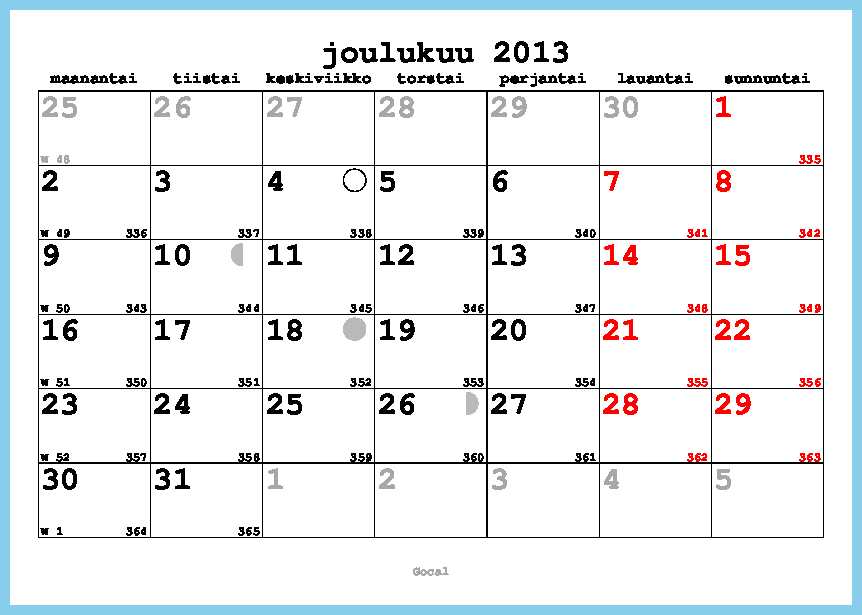 joulukuu 2013
maanantai tiistai keskiviikko torstai perjantai lauantai sunnuntai
25 26 27 28 29 30 1
W 48 335
2 3 4 5 6 7 8
W 49 336 337 338 339 340 341 342
9 10 11 12 13 14 15
W 50 343 344 345 346 347 348 349
16 17 18 19 20 21 22
W 51 350 351 352 353 354 355 356
23 24 25 26 27 28 29
W 52 357 358 359 360 361 362 363
30 31 1 2 3 4 5
W 1 364 365
Gocal